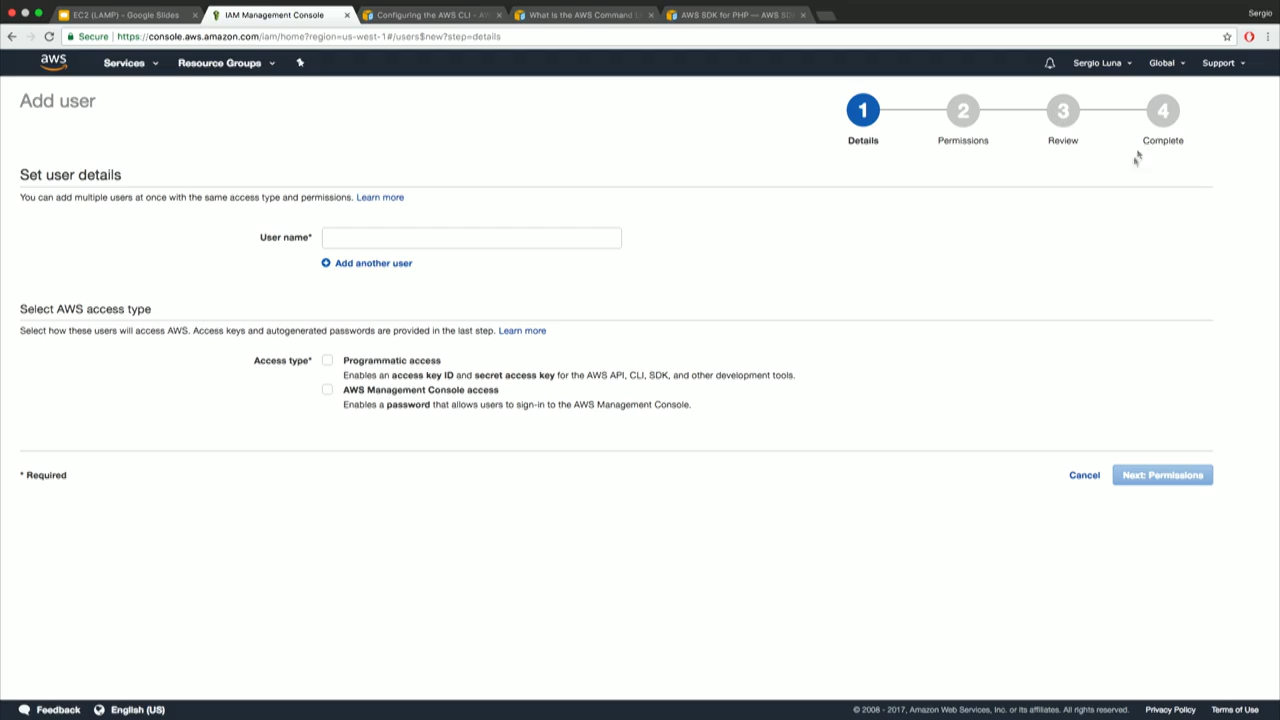 EC2 (LAMP) - Google Slides
IAM Management Console
Configuring the AWS CLI - AW
What Is the AWS Command L
AWS SDK for PHP — AWS SD
Sergio
Secure | https://console.aws.amazon.com/iam/home?region=us-west-1#/users$new?step=details
aws Services Resource Groups Sergio Luna Global Support
Add user
1 2 3 4
Details Permissions Review Complete
Set user details
You can add multiple users at once with the same access type and permissions. Learn more
User name*
Add another user
Select AWS access type
Select how these users will access AWS. Access keys and autogenerated passwords are provided in the last step. Learn more
Access type* Programmatic access
Enables an access key ID and secret access key for the AWS API, CLI, SDK, and other development tools.
AWS Management Console access
Enables a password that allows users to sign-in to the AWS Management Console.
* Required Cancel Next: Permissions
Feedback English (US) © 2008 - 2017, Amazon Web Services, Inc. or its affiliates. All rights reserved. Privacy Policy Terms of Use